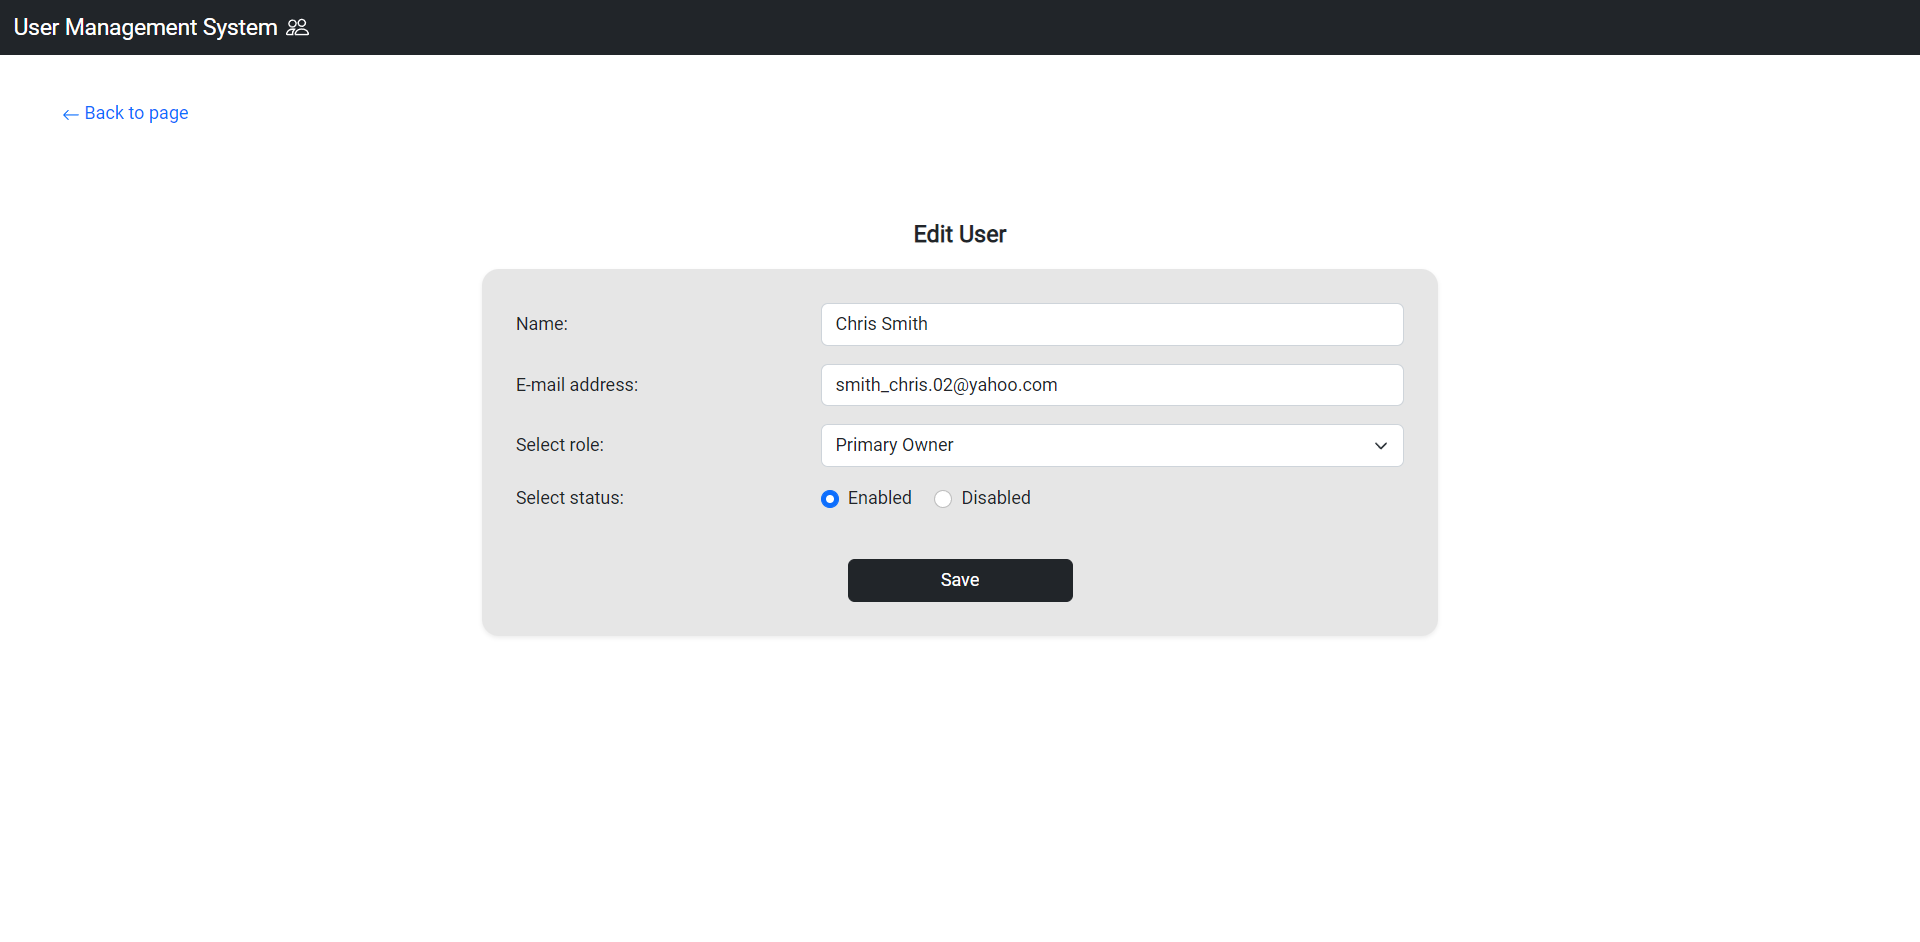 User Management System
Back to page
Edit User
Name: Chris Smith
E-mail address: smith_chris.02@yahoo.com
Select role: Primary Owner
Select status: Enabled Disabled
Save